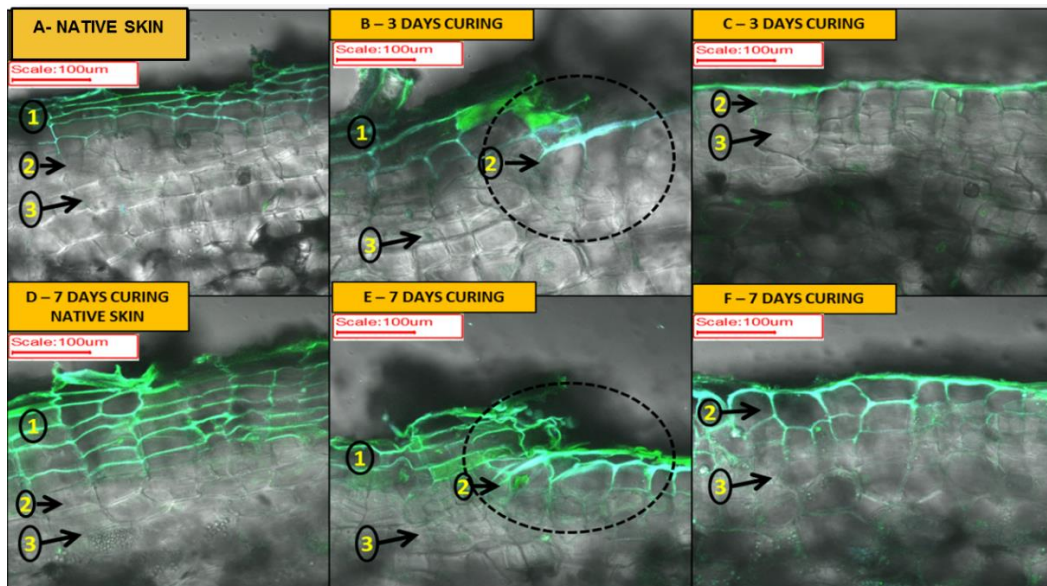 A- NATIVE SKIN
Scale:100um
1
2
3
B – 3 DAYS CURING
Scale:100um
1
2
3
C – 3 DAYS CURING
Scale:100um
2
3
D – 7 DAYS CURING
NATIVE SKIN
Scale:100um
1
2
3
E – 7 DAYS CURING
Scale:100um
1
2
3
F – 7 DAYS CURING
Scale:100um
2
3